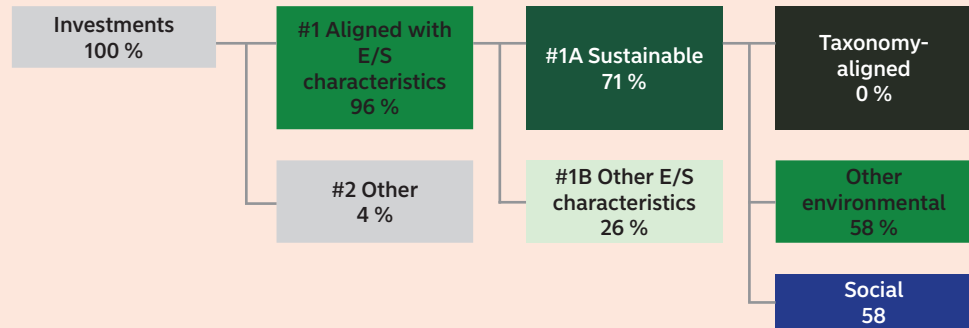 Investments
100 %
#1 Aligned with
E/S
characteristics
96 %
#2 Other
4 %
#1A Sustainable
71 %
#1B Other E/S
characteristics
26 %
Taxonomy-
aligned
0 %
Other
environmental
58 %
Social
58